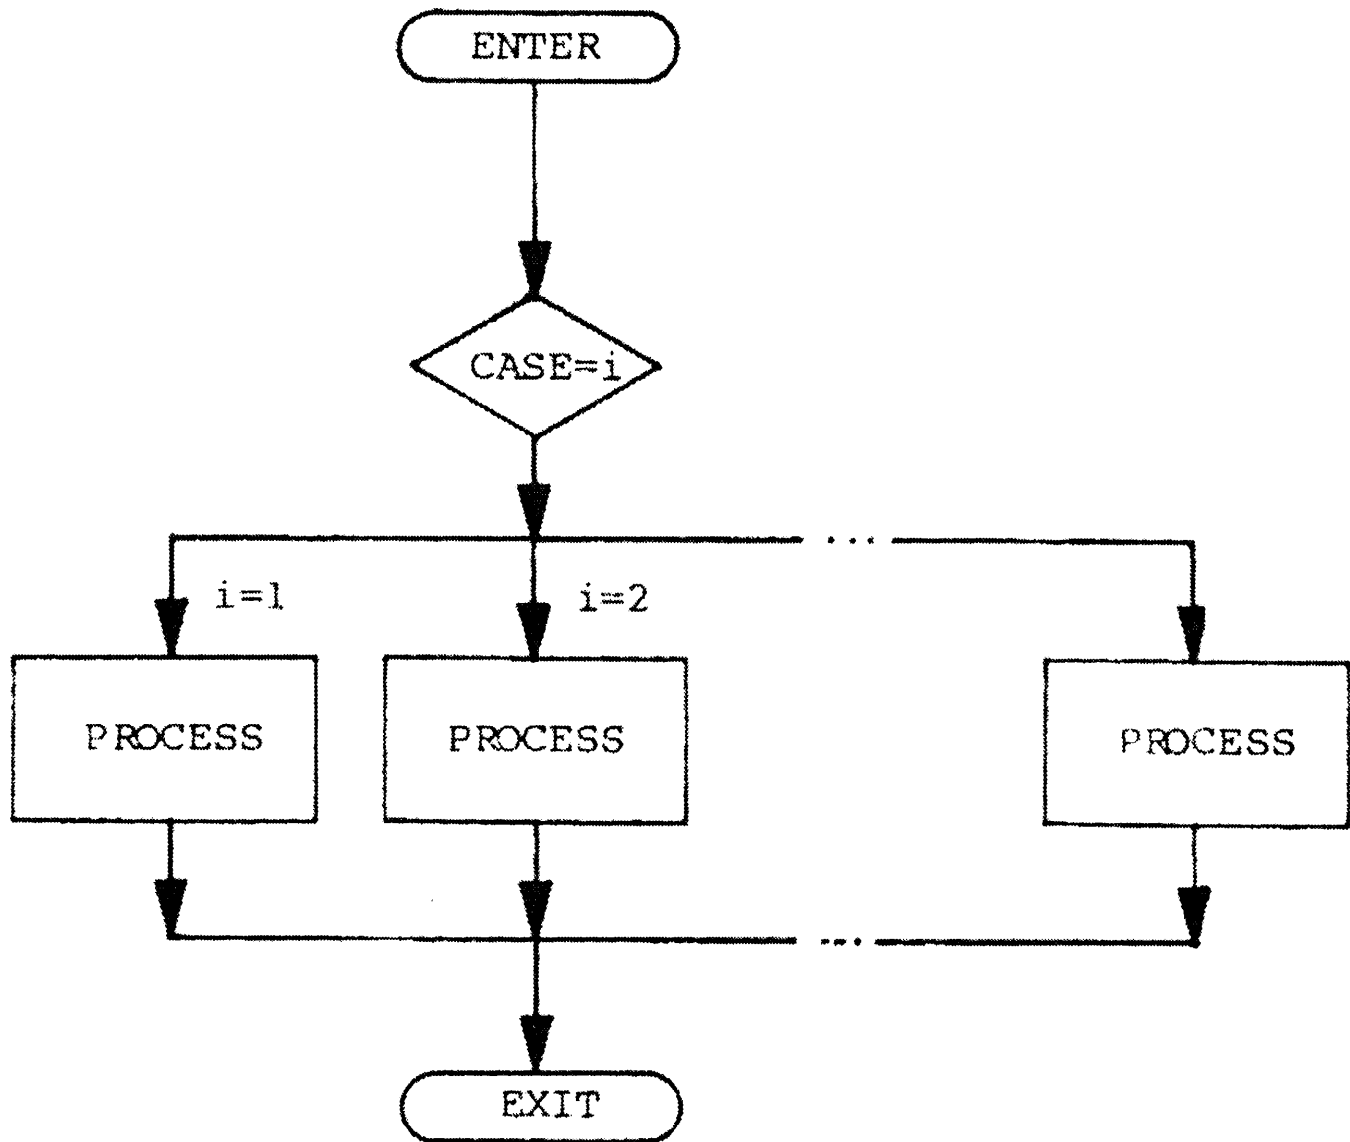 ENTER
CASE=i
i=1
i=2
...
PROCESS
PROCESS
PROCESS
...
EXIT